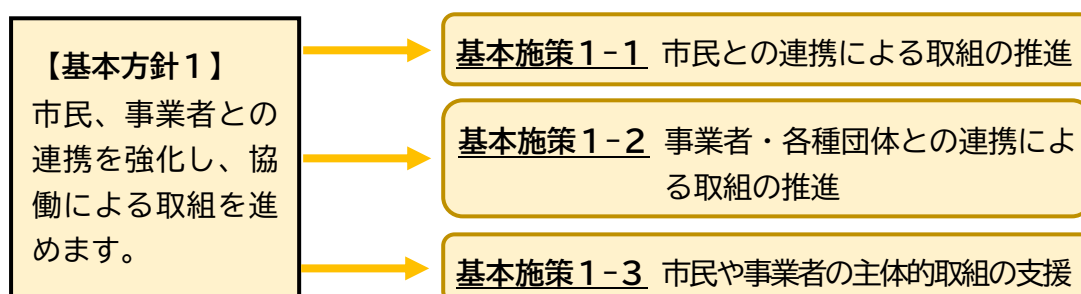 【基本方針１】
市民、事業者との
連携を強化し、協
働による取組を進
めます。
基本施策１-１ 市民との連携による取組の推進
基本施策１-２ 事業者・各種団体との連携によ
る取組の推進
基本施策１-３ 市民や事業者の主体的取組の支援